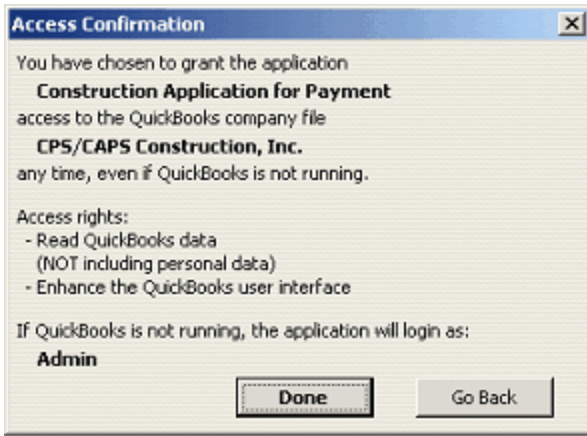 Access Confirmation
You have chosen to grant the application
Construction Application for Payment
access to the QuickBooks company file
CPS/CAPS Construction, Inc.
any time, even if QuickBooks is not running.
Access rights:
- Read QuickBooks data
(NOT including personal data)
- Enhance the QuickBooks user interface
If QuickBooks is not running, the application will login as:
Admin
Done Go Back